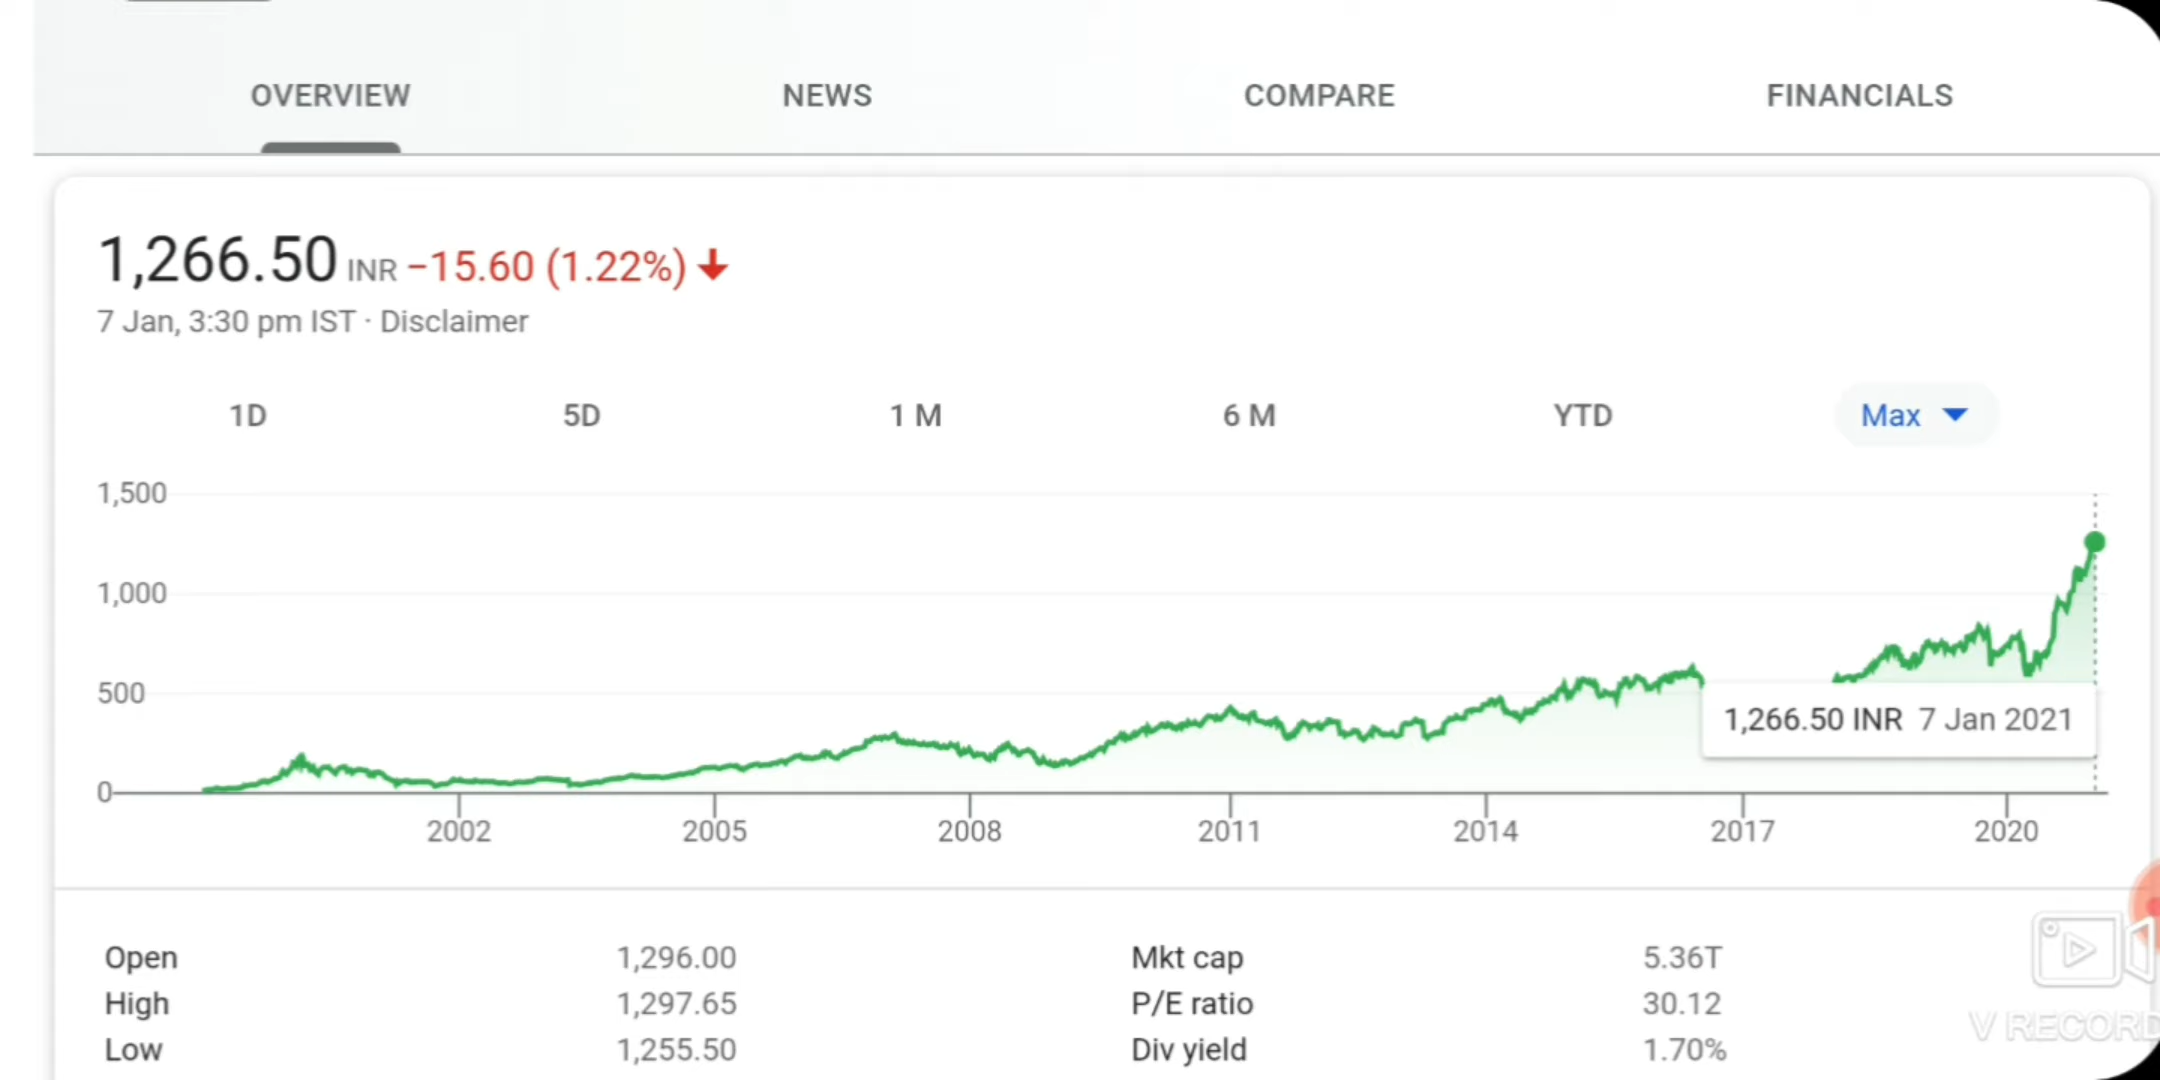 OVERVIEW NEWS COMPARE FINANCIALS
1,266.50 INR −15.60 (1.22%)
7 Jan, 3:30 pm IST · Disclaimer
1D 5D 1 M 6 M YTD Max
1,500
1,000
500
1,266.50 INR 7 Jan 2021
0
2002 2005 2008 2011 2014 2017 2020
Open 1,296.00 Mkt cap 5.36T
High 1,297.65 P/E ratio 30.12
Low 1,255.50 Div yield 1.70%
V RECORD